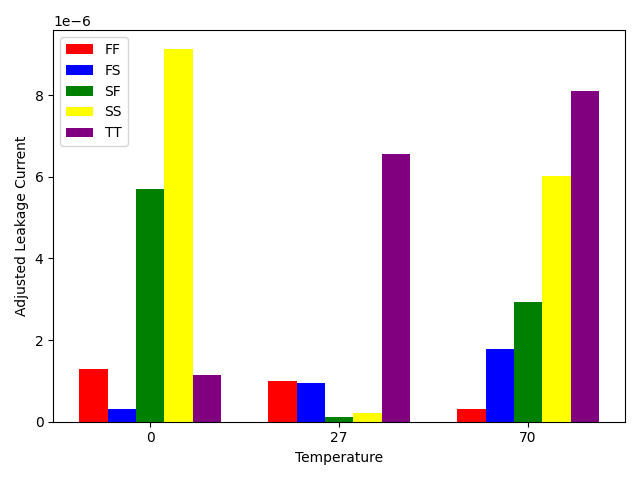 1e−6
FF
FS
SF
SS
TT
8
6
4
2
0
0 27 70
Adjusted Leakage Current
Temperature